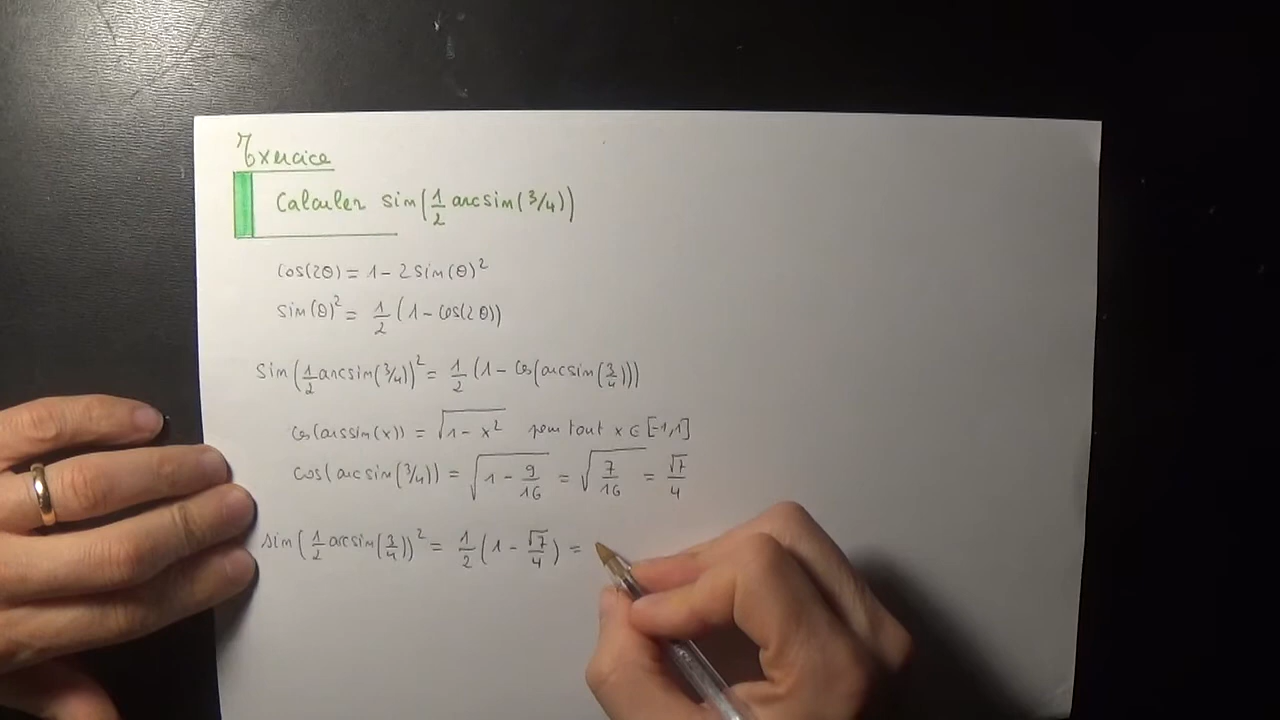 Exercice
Calculer sin(1/2 arcsin(3/4))
cos(2θ) = 1 - 2 sin(θ)²
sin(θ)² = 1/2 (1 - cos(2θ))
sin(1/2 arcsin(3/4))² = 1/2 (1 - cos(arcsin(3/4)))
cos(arcsin(x)) = √(1 - x²) pour tout x ∈ [-1,1]
cos(arcsin(3/4)) = √(1 - 9/16) = √(7/16) = √7/4
sin(1/2 arcsin(3/4))² = 1/2 (1 - √7/4) =